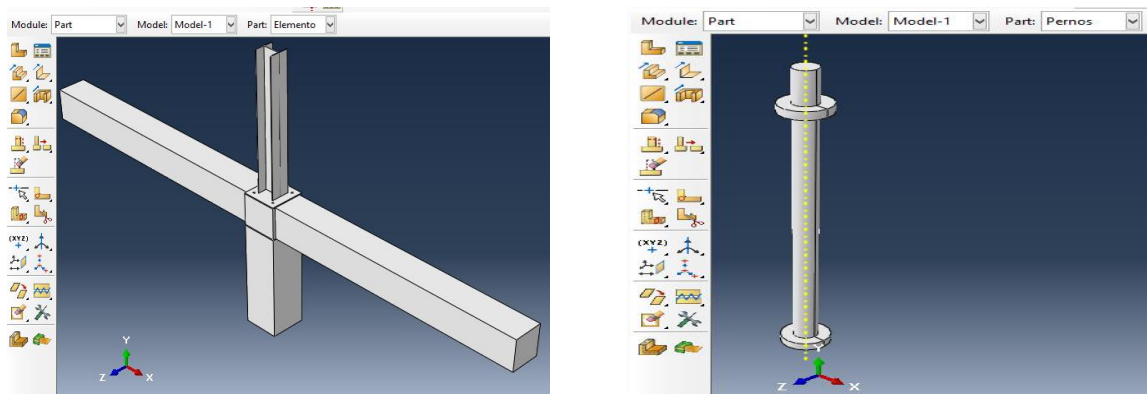 Module: Part Model: Model-1 Part: Elemento
(XYZ)
Y
Z X
Module: Part Model: Model-1 Part: Pernos
(XYZ)
Y
Z X